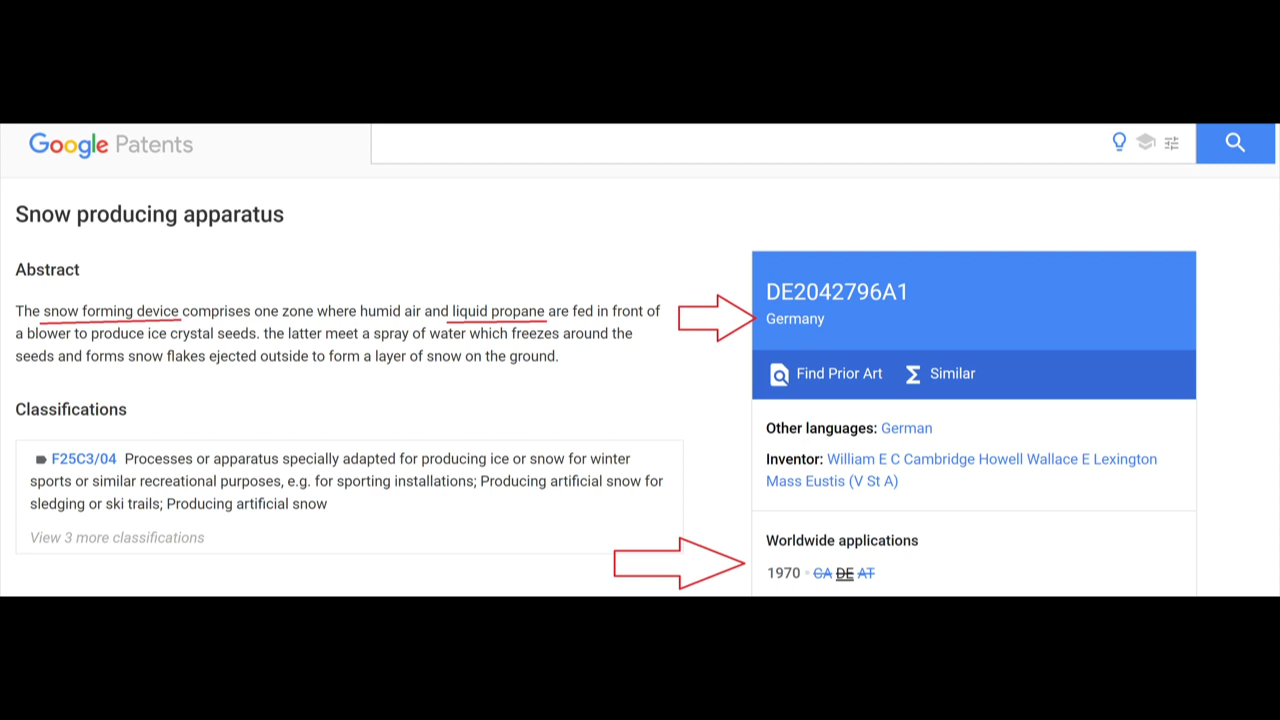 Google Patents
Snow producing apparatus
Abstract
The snow forming device comprises one zone where humid air and liquid propane are fed in front of
a blower to produce ice crystal seeds. the latter meet a spray of water which freezes around the
seeds and forms snow flakes ejected outside to form a layer of snow on the ground.
Classifications
F25C3/04 Processes or apparatus specially adapted for producing ice or snow for winter
sports or similar recreational purposes, e.g. for sporting installations; Producing artificial snow for
sledging or ski trails; Producing artificial snow
View 3 more classifications
DE2042796A1
Germany
Find Prior Art Similar
Other languages: German
Inventor: William E C Cambridge Howell Wallace E Lexington
Mass Eustis (V St A)
Worldwide applications
1970 CA DE AT